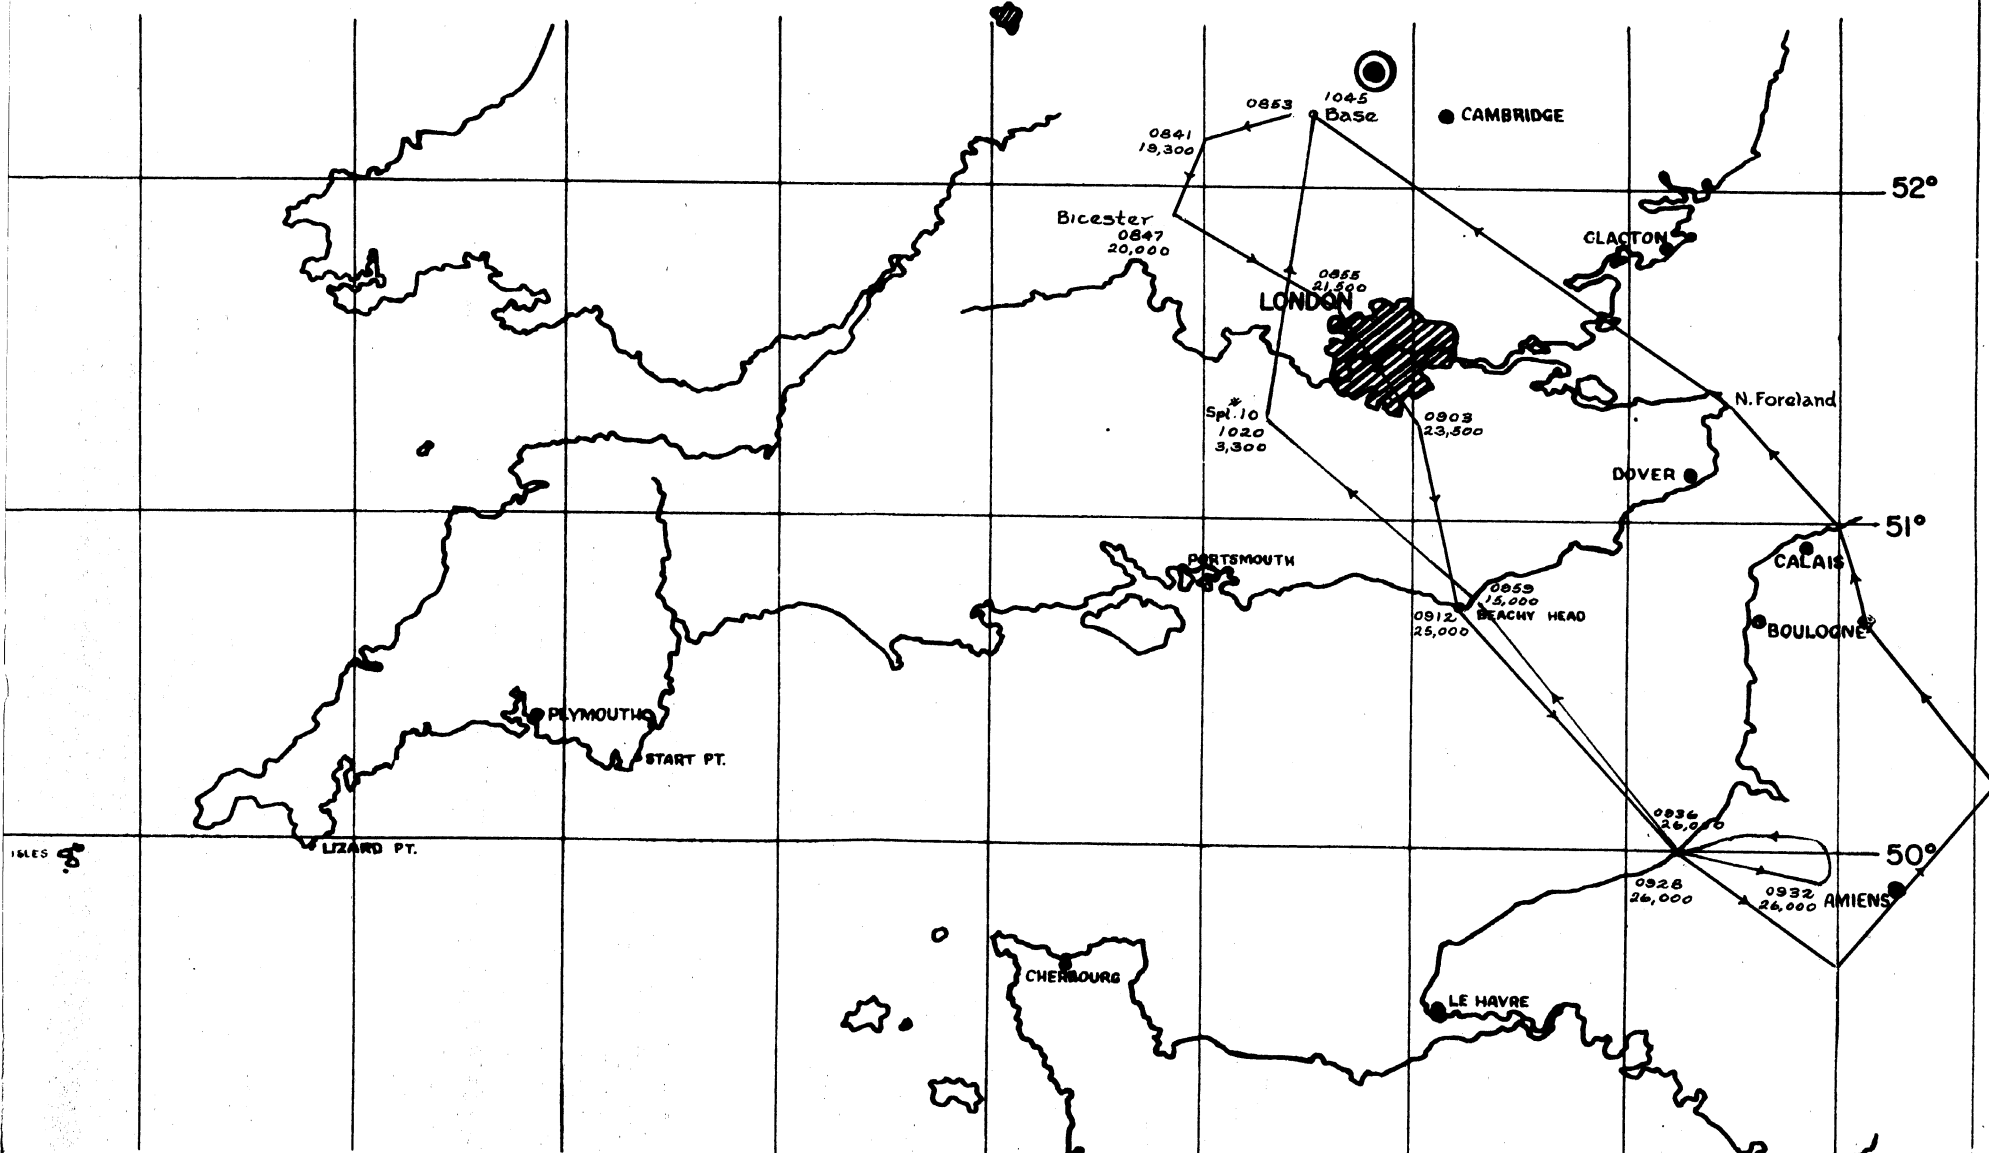 0853
1045
Base
CAMBRIDGE
0841
19,300
52°
Bicester
0847
20,000
CLACTON
0855
21,500
LONDON
N. Foreland
*
Spl. 10
1020
3,300
0903
23,500
DOVER
51°
CALAIS
PORTSMOUTH
0859
15,000
BEACHY HEAD
0912
25,000
BOULOGNE
PLYMOUTH
START PT.
0936
26,000
LIZARD PT.
ISLES
50°
0928
26,000
0932
26,000
AMIENS
CHERBOURG
LE HAVRE